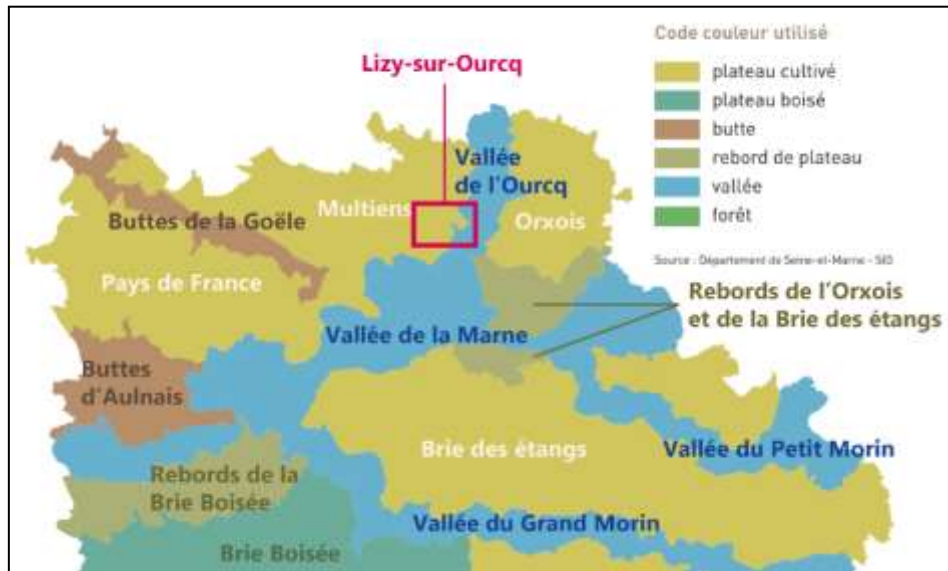 Code couleur utilisé
plateau cultivé
plateau boisé
butte
rebord de plateau
vallée
forêt
Source : Département de Seine-et-Marne - SIG
Lizy-sur-Ourcq
Vallée
de l'Ourcq
Multiens
Orxois
Buttes de la Goële
Pays de France
Rebords de l'Orxois
et de la Brie des étangs
Vallée de la Marne
Buttes
d'Aulnais
Brie des étangs
Vallée du Petit Morin
Rebords de la
Brie Boisée
Vallée du Grand Morin
Brie Boisée